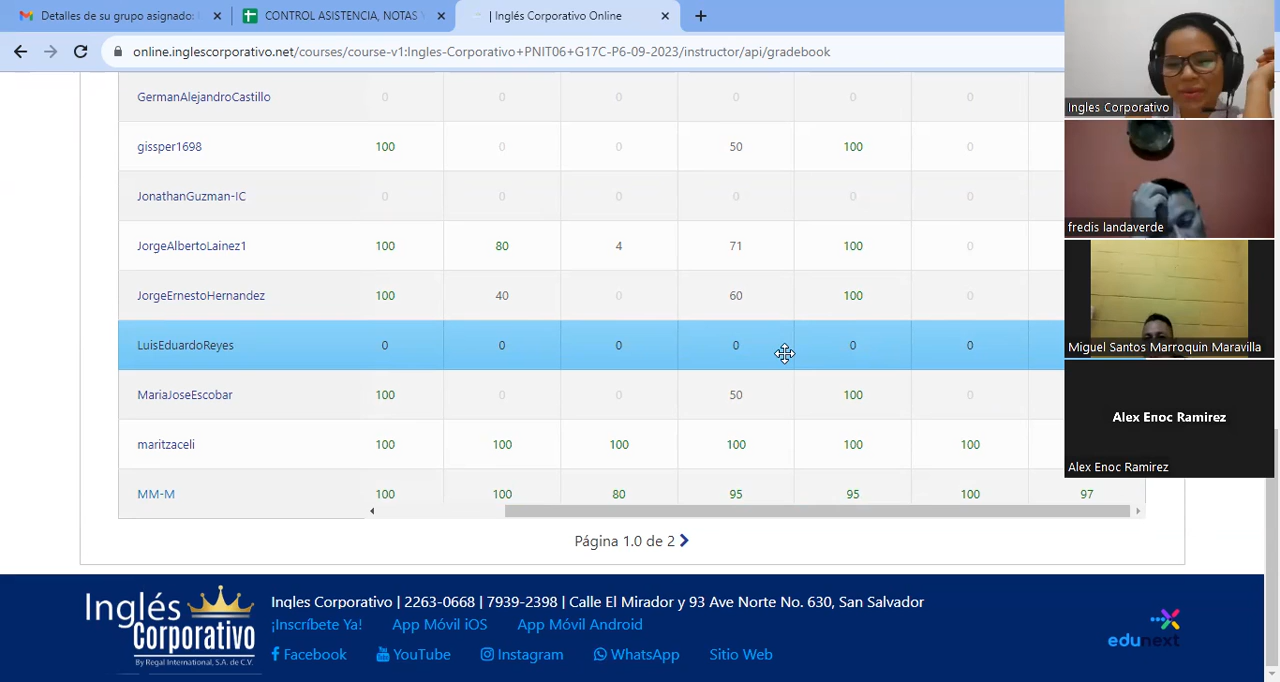 Detalles de su grupo asignado: 
CONTROL ASISTENCIA, NOTAS Y
| Inglés Corporativo Online
online.inglescorporativo.net/courses/course-v1:Ingles-Corporativo+PNIT06+G17C-P6-09-2023/instructor/api/gradebook
GermanAlejandroCastillo 0 0 0 0 0 0
gissper1698 100 0 0 50 100 0
JonathanGuzman-IC 0 0 0 0 0 0
JorgeAlbertoLainez1 100 80 4 71 100 0
JorgeErnestoHernandez 100 40 0 60 100 0
LuisEduardoReyes 0 0 0 0 0 0
MariaJoseEscobar 100 0 0 50 100 0
maritzaceli 100 100 100 100 100 100
MM-M 100 100 80 95 95 100 97
Página 1.0 de 2
Ingles Corporativo
fredis landaverde
Miguel Santos Marroquin Maravilla
Alex Enoc Ramirez
Alex Enoc Ramirez
Inglés
Corporativo
By Regal International, S.A. de C.V.
Ingles Corporativo | 2263-0668 | 7939-2398 | Calle El Mirador y 93 Ave Norte No. 630, San Salvador
¡Inscríbete Ya! App Móvil iOS App Móvil Android
Facebook YouTube Instagram WhatsApp Sitio Web
edunext